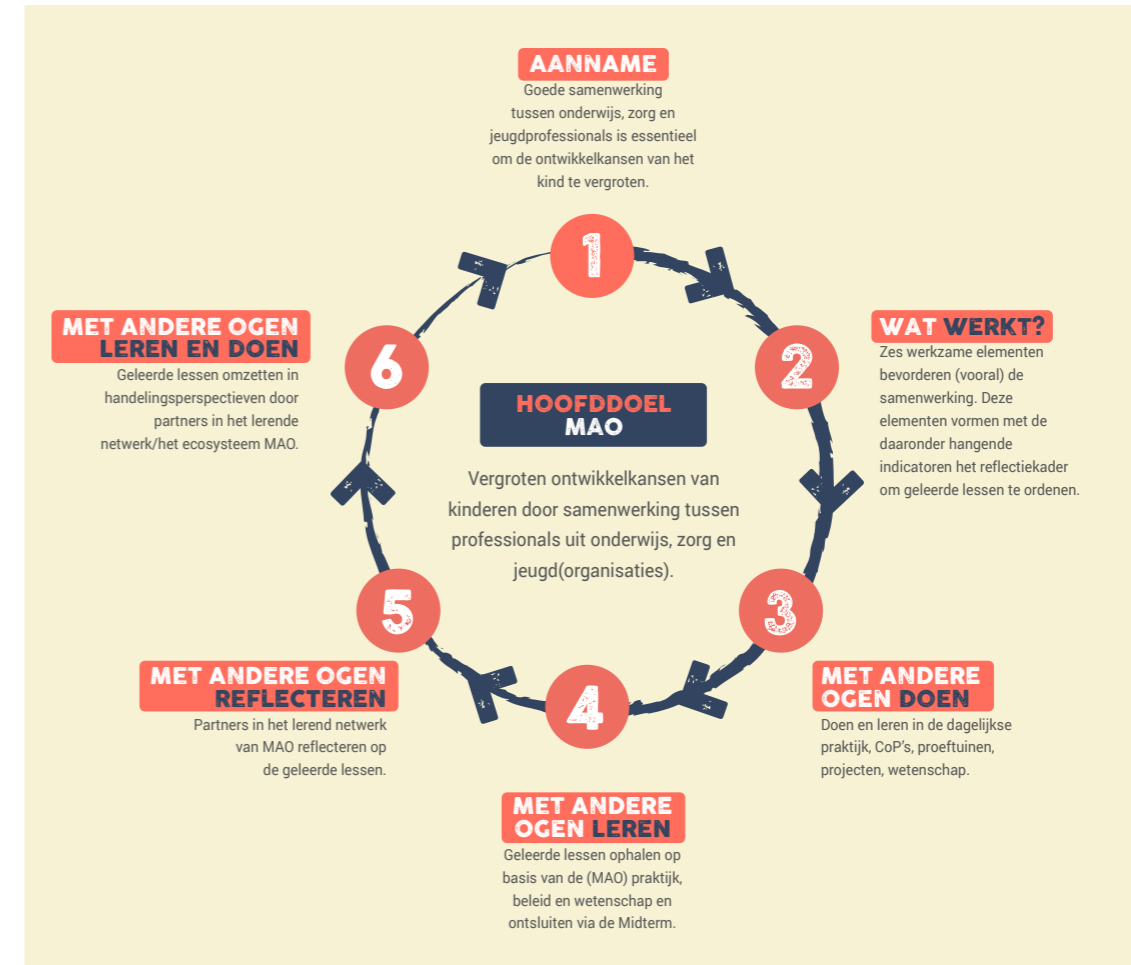 AANNAME
Goede samenwerking
tussen onderwijs, zorg en
jeugdprofessionals is essentieel
om de ontwikkelkansen van het
kind te vergroten.
1
2
WAT WERKT?
Zes werkzame elementen
bevorderen (vooral) de
samenwerking. Deze
elementen vormen met de
daaronder hangende
indicatoren het reflectiekader
om geleerde lessen te ordenen.
3
MET ANDERE
OGEN DOEN
Doen en leren in de dagelijkse
praktijk, CoP's, proeftuinen,
projecten, wetenschap.
4
MET ANDERE
OGEN LEREN
Geleerde lessen ophalen op
basis van de (MAO) praktijk,
beleid en wetenschap en
ontsluiten via de Midterm.
5
MET ANDERE OGEN
REFLECTEREN
Partners in het lerend netwerk
van MAO reflecteren op
de geleerde lessen.
6
MET ANDERE OGEN
LEREN EN DOEN
Geleerde lessen omzetten in
handelingsperspectieven door
partners in het lerende
netwerk/het ecosysteem MAO.
HOOFDDOEL
MAO
Vergroten ontwikkelkansen van
kinderen door samenwerking tussen
professionals uit onderwijs, zorg en
jeugd(organisaties).